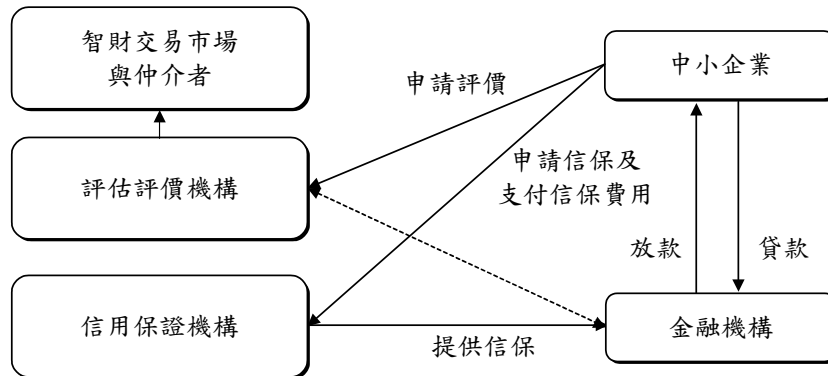 智財交易市場
與仲介者
中小企業
申請評價
評估評價機構
申請信保及
支付信保費用
放款
貸款
信用保證機構
提供信保
金融機構